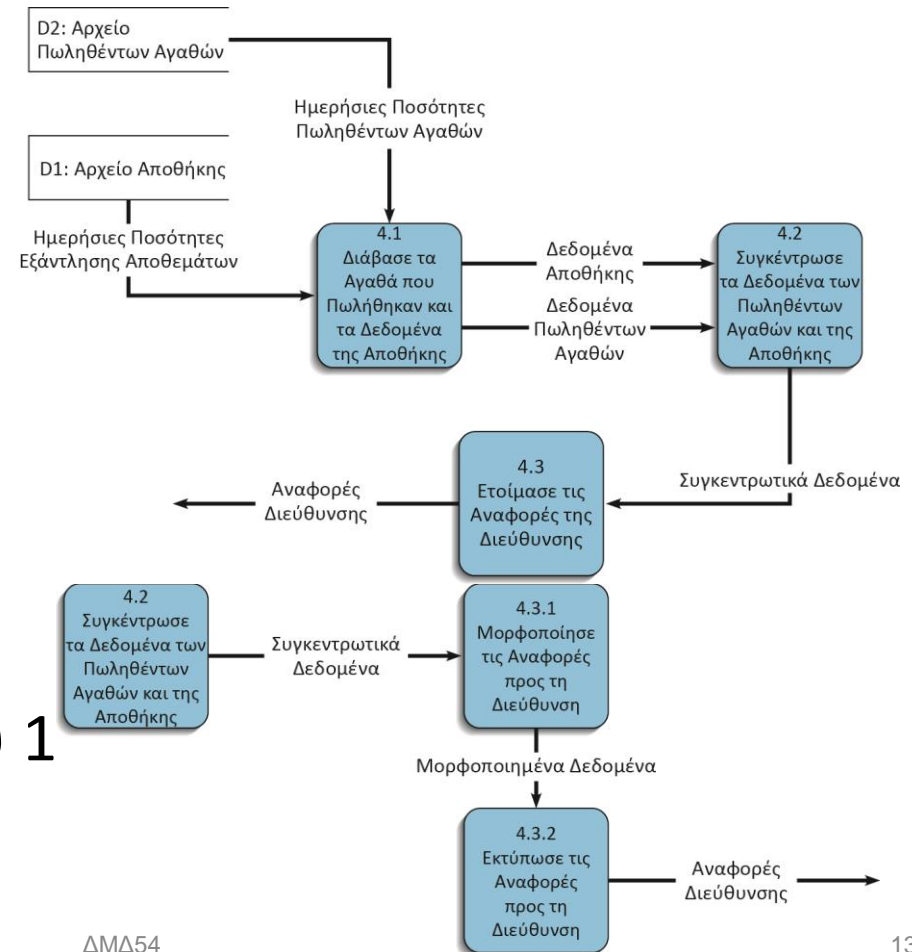 D2: Αρχείο
Πωληθέντων Αγαθών
Ημερήσιες Ποσότητες
Πωληθέντων Αγαθών
D1: Αρχείο Αποθήκης
Ημερήσιες Ποσότητες
Εξάντλησης Αποθεμάτων
4.1
Διάβασε τα
Αγαθά που
Πωλήθηκαν και
τα Δεδομένα
της Αποθήκης
Δεδομένα
Αποθήκης
Δεδομένα
Πωληθέντων
Αγαθών
4.2
Συγκέντρωσε
τα Δεδομένα των
Πωληθέντων
Αγαθών και της
Αποθήκης
Συγκεντρωτικά Δεδομένα
4.3
Ετοίμασε τις
Αναφορές της
Διεύθυνσης
Αναφορές
Διεύθυνσης
4.2
Συγκέντρωσε
τα Δεδομένα των
Πωληθέντων
Αγαθών και της
Αποθήκης
Συγκεντρωτικά
Δεδομένα
4.3.1
Μορφοποίησε
τις Αναφορές
προς τη
Διεύθυνση
1
Μορφοποιημένα Δεδομένα
4.3.2
Εκτύπωσε τις
Αναφορές
προς τη
Διεύθυνση
Αναφορές
Διεύθυνσης
ΔΜΔ54
13